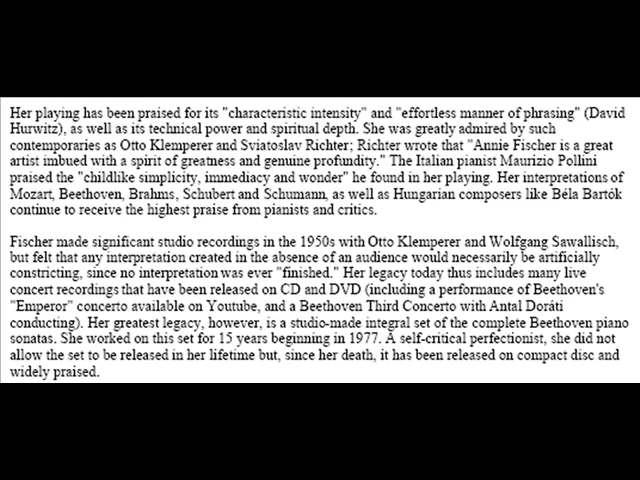 Her playing has been praised for its "characteristic intensity" and "effortless manner of phrasing" (David
Hurwitz), as well as its technical power and spiritual depth. She was greatly admired by such
contemporaries as Otto Klemperer and Sviatoslav Richter; Richter wrote that "Annie Fischer is a great
artist imbued with a spirit of greatness and genuine profundity." The Italian pianist Maurizio Pollini
praised the "childlike simplicity, immediacy and wonder" he found in her playing. Her interpretations of
Mozart, Beethoven, Brahms, Schubert and Schumann, as well as Hungarian composers like Béla Bartók
continue to receive the highest praise from pianists and critics.

Fischer made significant studio recordings in the 1950s with Otto Klemperer and Wolfgang Sawallisch,
but felt that any interpretation created in the absence of an audience would necessarily be artificially
constricting, since no interpretation was ever "finished." Her legacy today thus includes many live
concert recordings that have been released on CD and DVD (including a performance of Beethoven's
"Emperor" concerto available on Youtube, and a Beethoven Third Concerto with Antal Doráti
conducting). Her greatest legacy, however, is a studio-made integral set of the complete Beethoven piano
sonatas. She worked on this set for 15 years beginning in 1977. A self-critical perfectionist, she did not
allow the set to be released in her lifetime but, since her death, it has been released on compact disc and
widely praised.